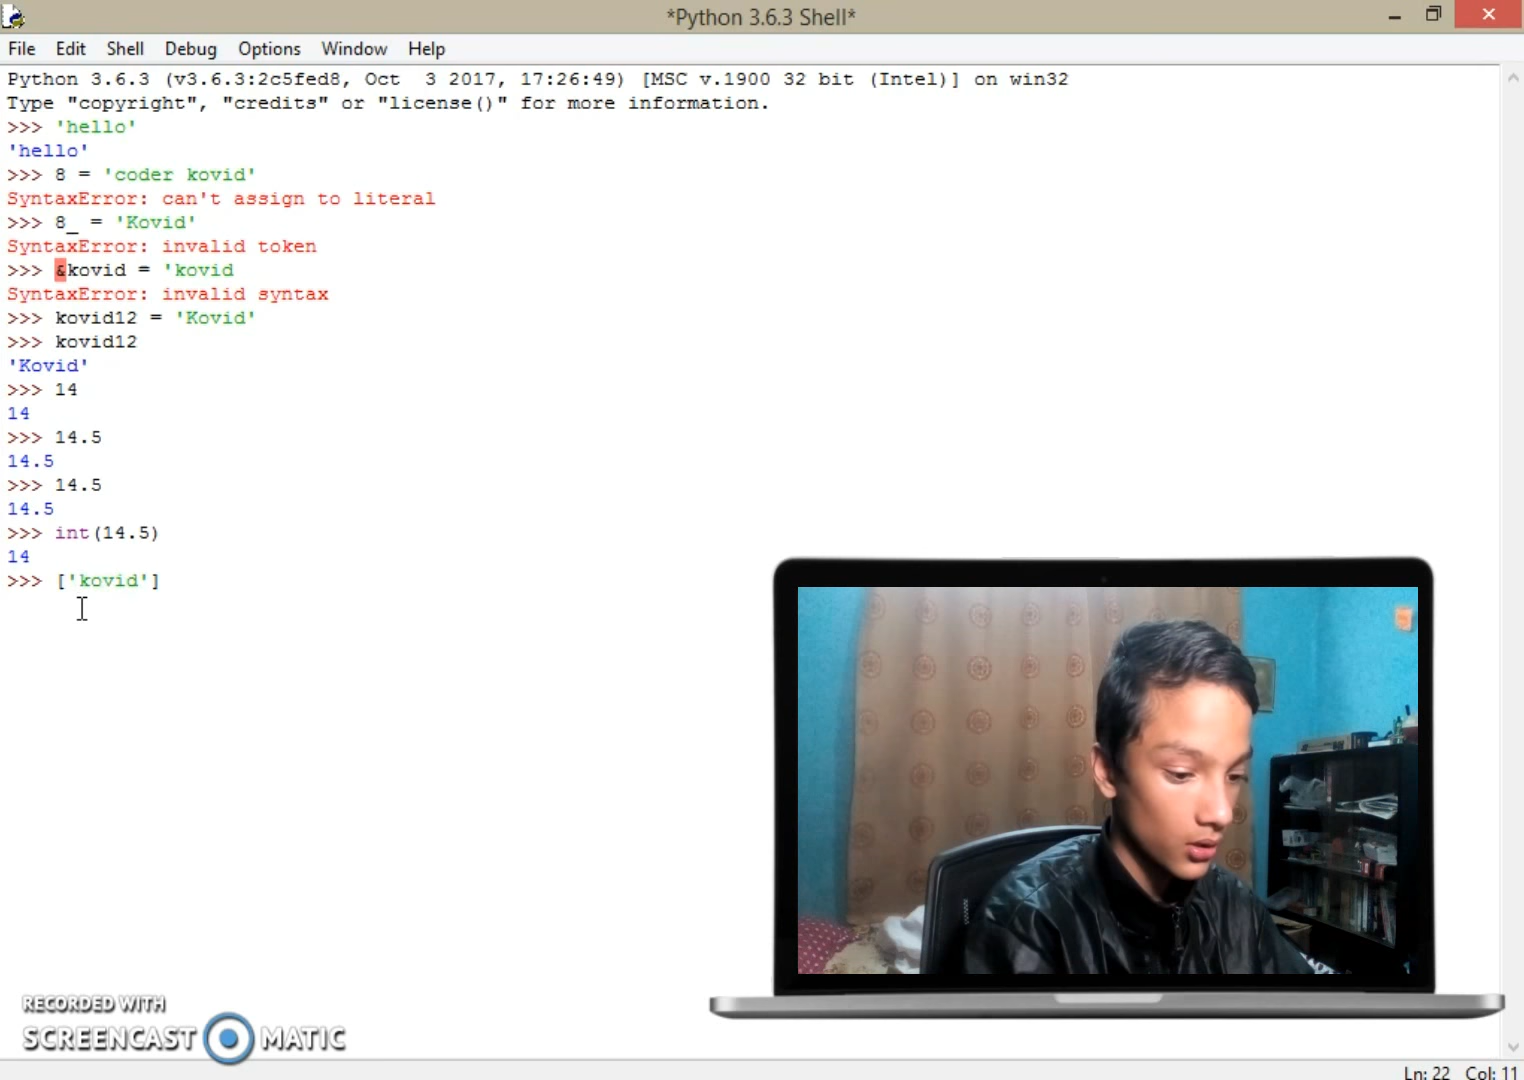 *Python 3.6.3 Shell*
File Edit Shell Debug Options Window Help
Python 3.6.3 (v3.6.3:2c5fed8, Oct  3 2017, 17:26:49) [MSC v.1900 32 bit (Intel)] on win32
Type "copyright", "credits" or "license()" for more information.
>>> 'hello'
'hello'
>>> 8 = 'coder kovid'
SyntaxError: can't assign to literal
>>> 8_ = 'Kovid'
SyntaxError: invalid token
>>> &kovid = 'kovid
SyntaxError: invalid syntax
>>> kovid12 = 'Kovid'
>>> kovid12
'Kovid'
>>> 14
14
>>> 14.5
14.5
>>> 14.5
14.5
>>> int(14.5)
14
>>> ['kovid']
RECORDED WITH
SCREENCAST MATIC
Ln: 22 Col: 11